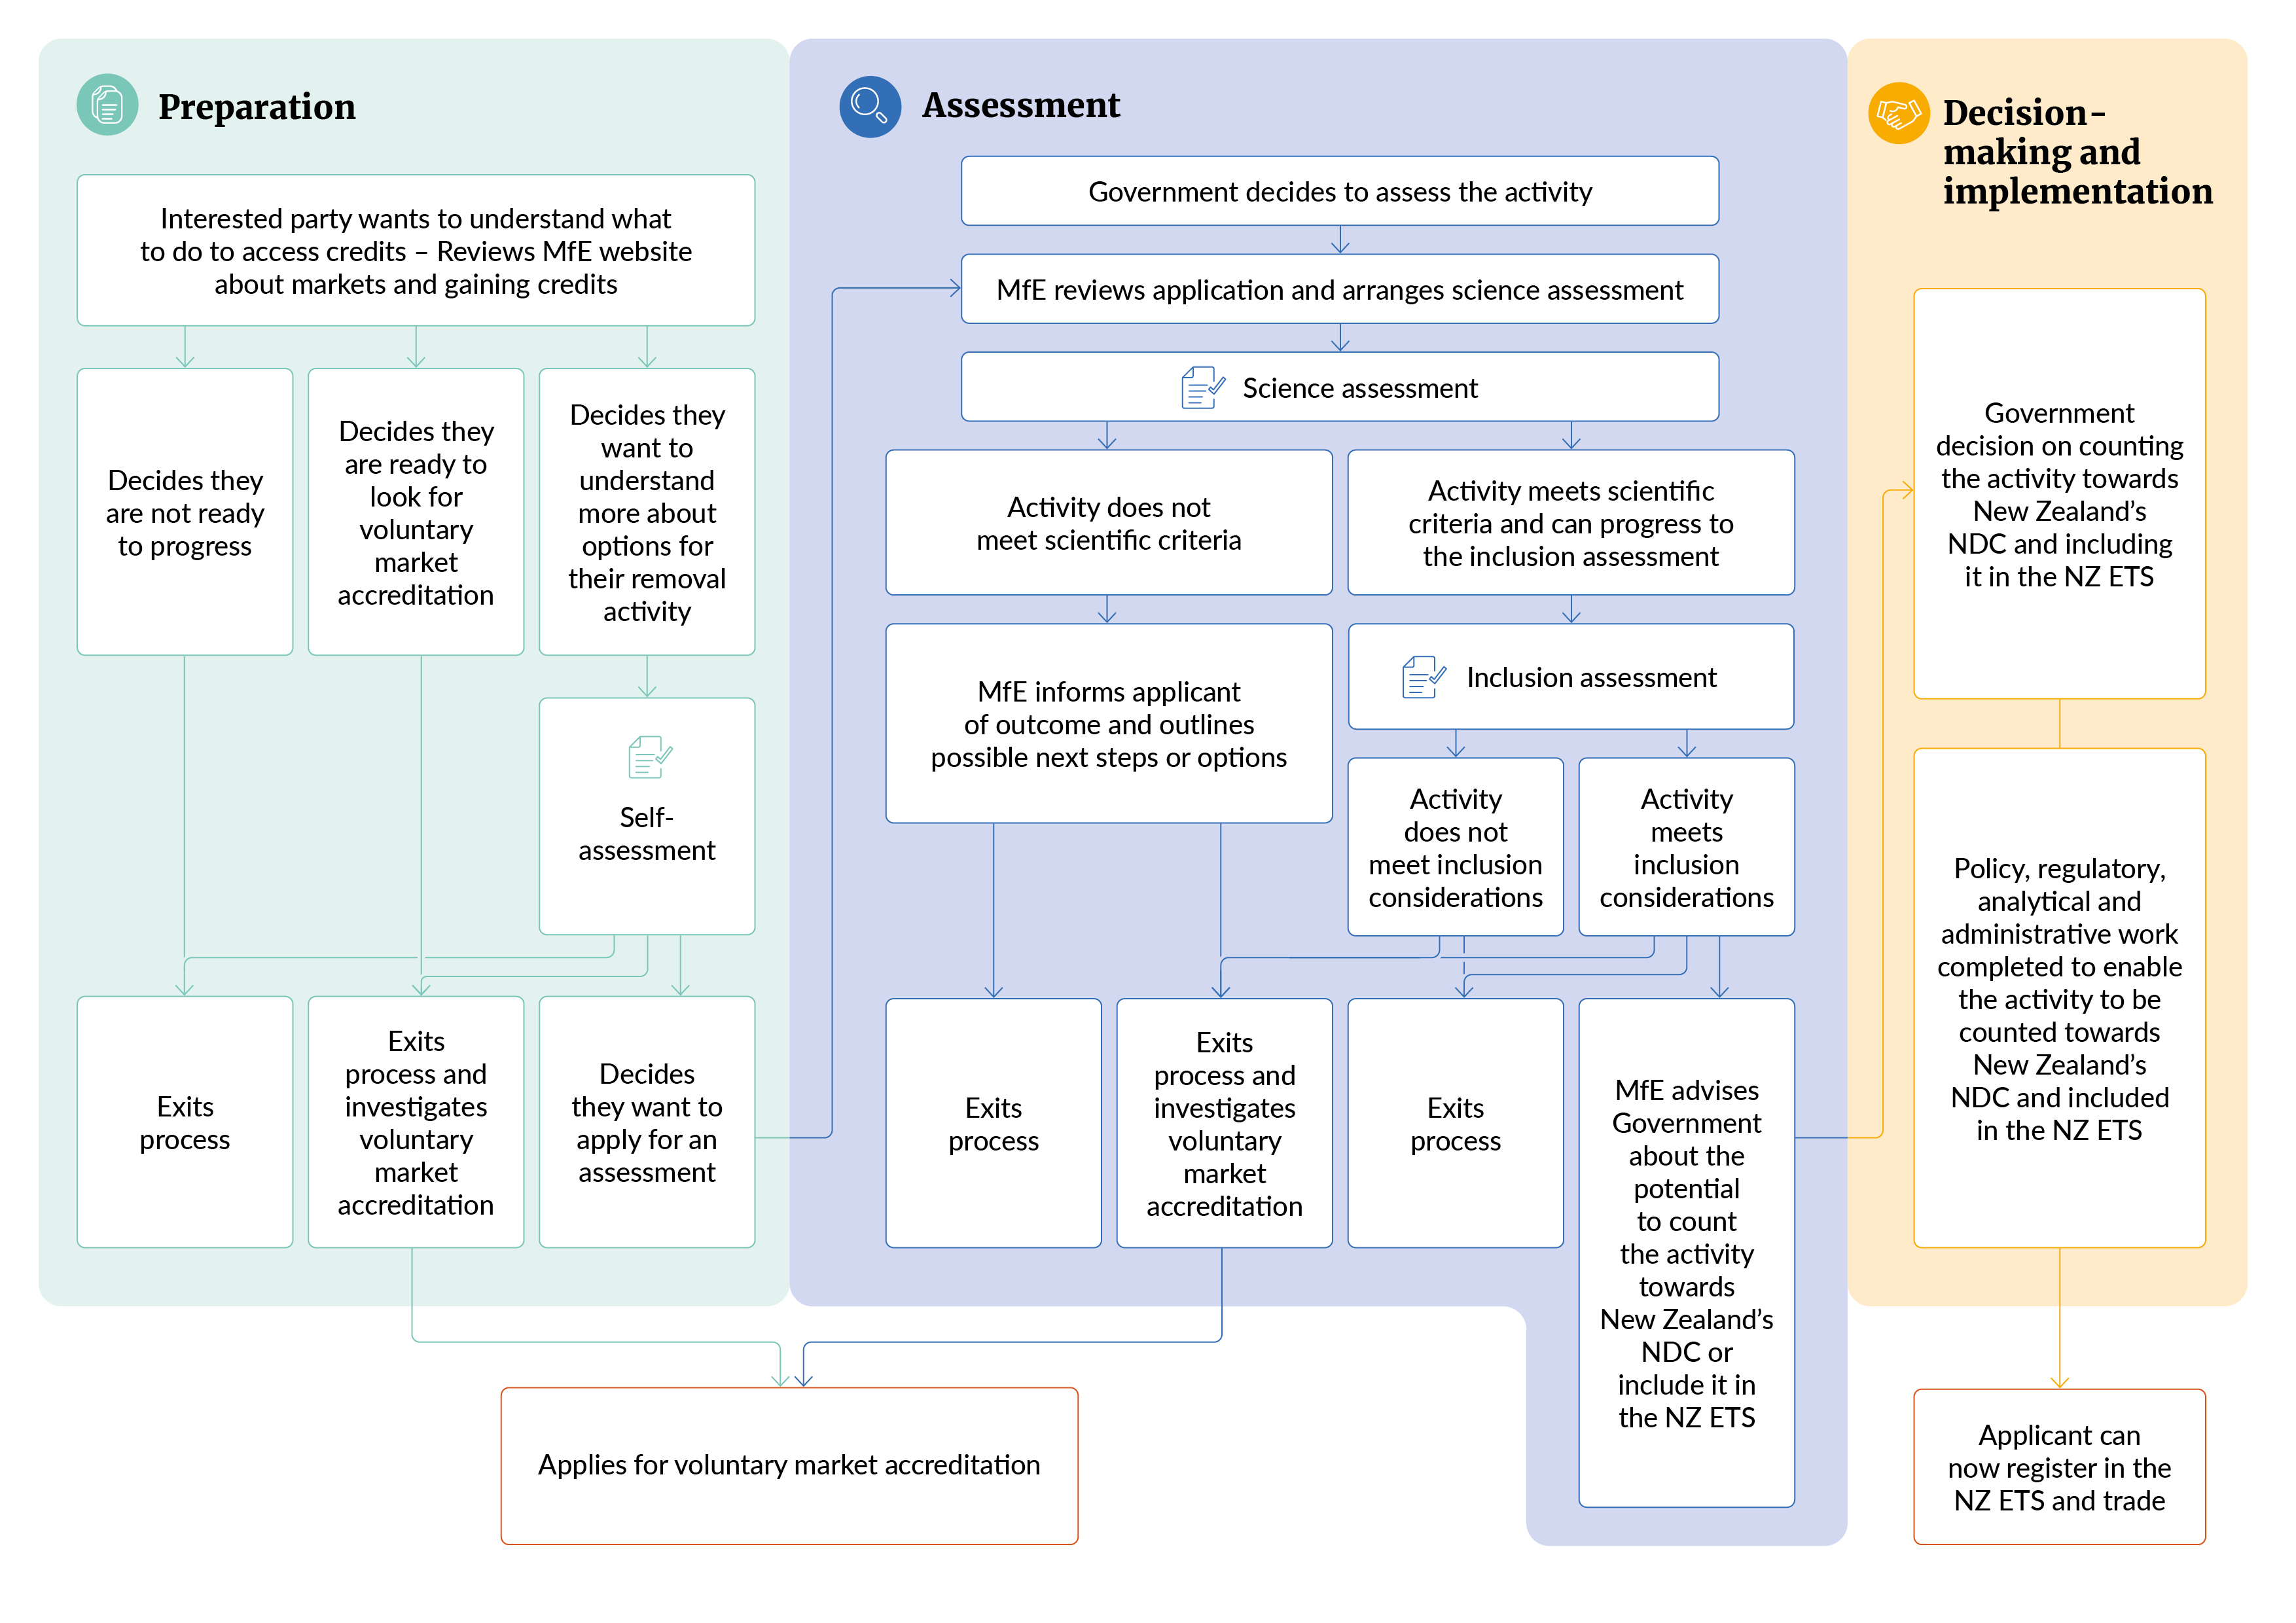 Preparation
Interested party wants to understand what
to do to access credits – Reviews MfE website
about markets and gaining credits
Decides they
are not ready
to progress
Decides they
are ready to
look for
voluntary
market
accreditation
Decides they
want to
understand
more about
options for
their removal
activity
Self-
assessment
Exits
process
Exits
process and
investigates
voluntary
market
accreditation
Decides
they want to
apply for an
assessment
Assessment
Government decides to assess the activity
MfE reviews application and arranges science assessment
Science assessment
Activity does not
meet scientific criteria
Activity meets scientific
criteria and can progress to
the inclusion assessment
MfE informs applicant
of outcome and outlines
possible next steps or options
Inclusion assessment
Activity
does not
meet inclusion
considerations
Activity
meets
inclusion
considerations
Exits
process
Exits
process and
investigates
voluntary
market
accreditation
Exits
process
MfE advises
Government
about the
potential
to count
the activity
towards
New Zealand’s
NDC or
include it in
the NZ ETS
Decision-
making and
implementation
Government
decision on counting
the activity towards
New Zealand’s
NDC and including
it in the NZ ETS
Policy, regulatory,
analytical and
administrative work
completed to enable
the activity to be
counted towards
New Zealand’s
NDC and included
in the NZ ETS
Applies for voluntary market accreditation
Applicant can
now register in the
NZ ETS and trade